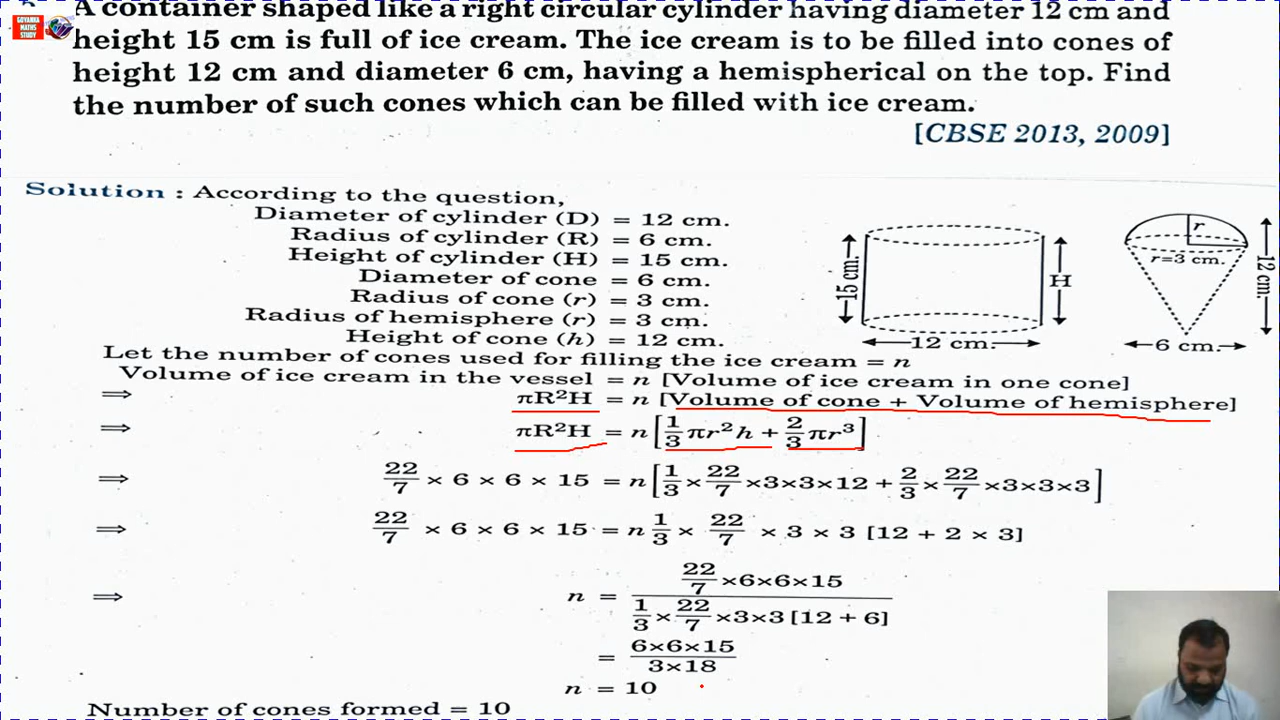 GOYANKA
MATHS
STUDY
A container shaped like a right circular cylinder having diameter 12 cm and
height 15 cm is full of ice cream. The ice cream is to be filled into cones of
height 12 cm and diameter 6 cm, having a hemispherical on the top. Find
the number of such cones which can be filled with ice cream.
[CBSE 2013, 2009]
Solution : According to the question,
Diameter of cylinder (D) = 12 cm.
Radius of cylinder (R) = 6 cm.
Height of cylinder (H) = 15 cm.
Diameter of cone = 6 cm.
Radius of cone (r) = 3 cm.
Radius of hemisphere (r) = 3 cm.
Height of cone (h) = 12 cm.
15 cm.
H
12 cm.
r
r=3 cm.
12 cm.
6 cm.
Let the number of cones used for filling the ice cream = n
Volume of ice cream in the vessel = n [Volume of ice cream in one cone]
⇒ πR²H = n [Volume of cone + Volume of hemisphere]
⇒ πR²H = n [1/3 πr²h + 2/3 πr³]
⇒ 22/7 × 6 × 6 × 15 = n [1/3 × 22/7 ×3×3×12 + 2/3 × 22/7 ×3×3×3]
⇒ 22/7 × 6 × 6 × 15 = n 1/3 × 22/7 × 3 × 3 [12 + 2 × 3]
⇒ n = (22/7 ×6×6×15) / (1/3 × 22/7 ×3×3 [12 + 6])
= (6×6×15) / (3×18)
n = 10
Number of cones formed = 10